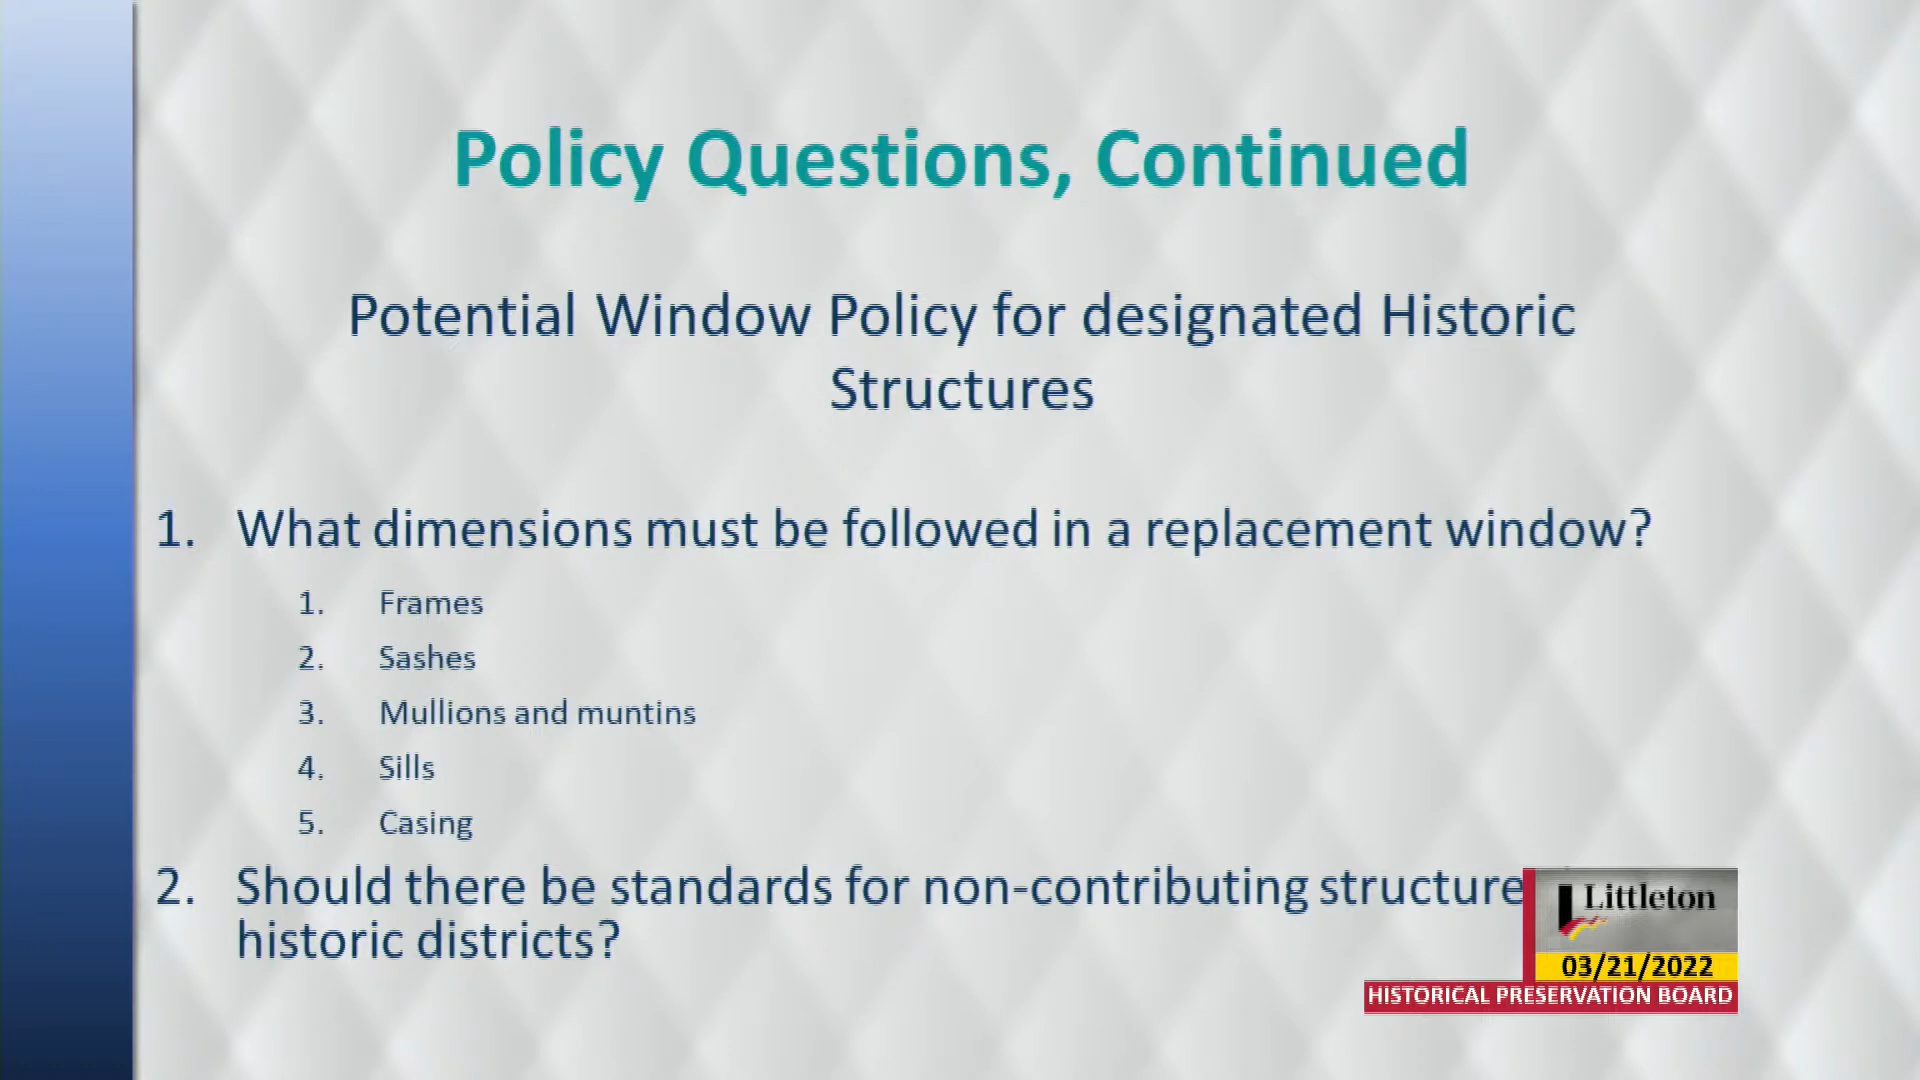 Policy Questions, Continued
Potential Window Policy for designated Historic
Structures
1. What dimensions must be followed in a replacement window?
1. Frames
2. Sashes
3. Mullions and muntins
4. Sills
5. Casing
2. Should there be standards for non-contributing structure
historic districts?
Littleton
03/21/2022
HISTORICAL PRESERVATION BOARD